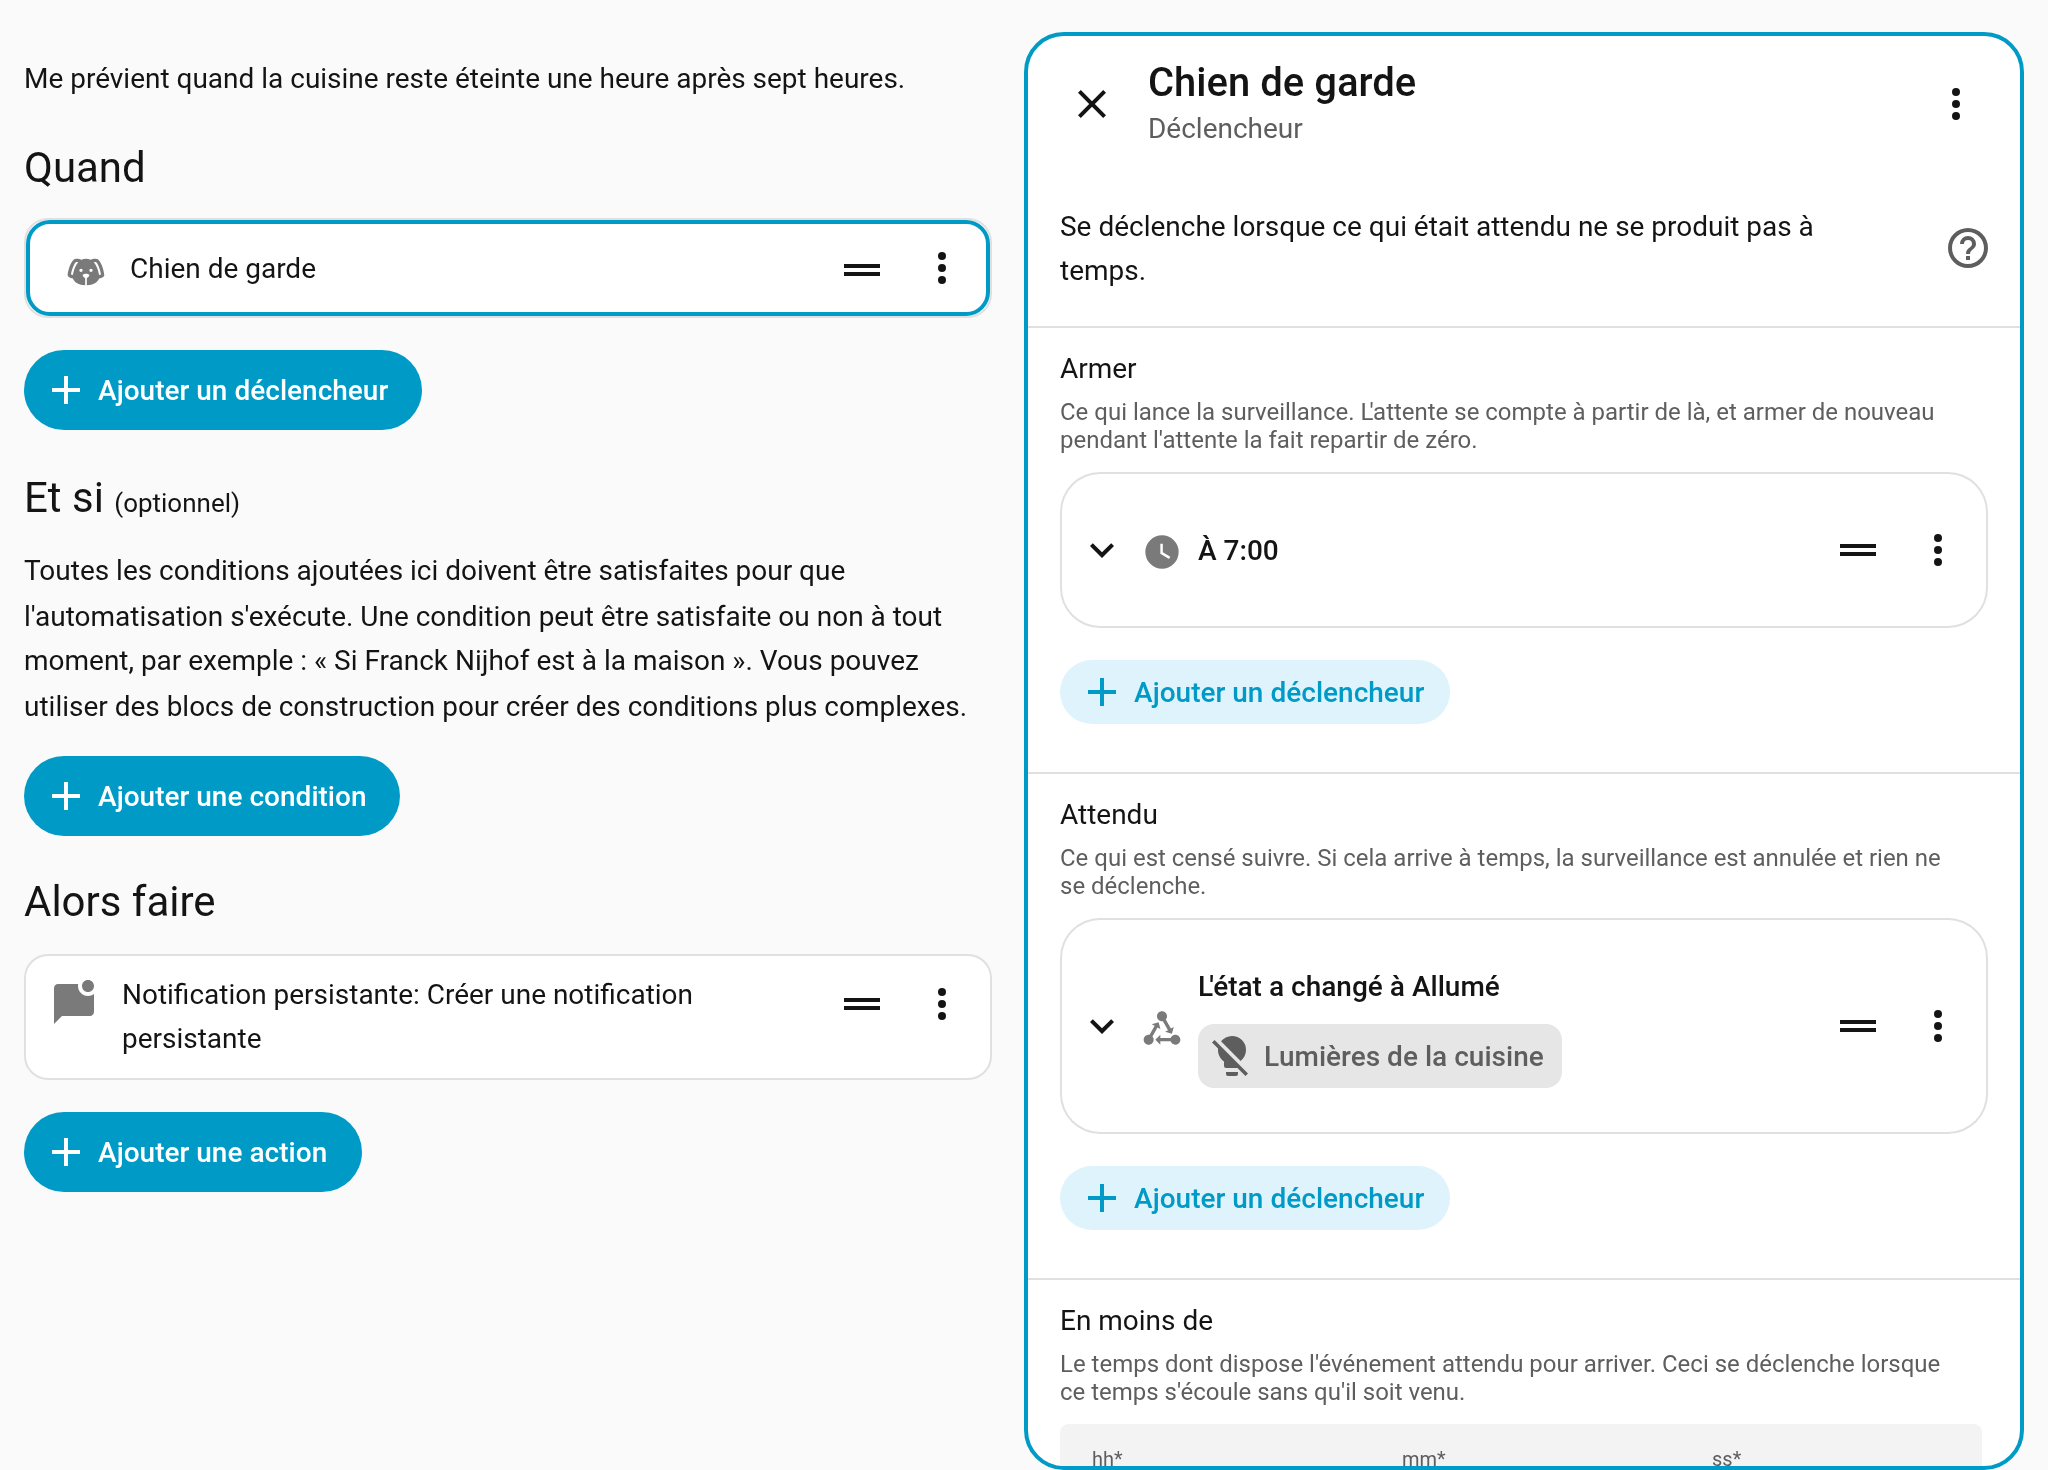 Me prévient quand la cuisine reste éteinte une heure après sept heures.
Quand
Chien de garde
Ajouter un déclencheur
Et si (optionnel)
Toutes les conditions ajoutées ici doivent être satisfaites pour que
l'automatisation s'exécute. Une condition peut être satisfaite ou non à tout
moment, par exemple : « Si Franck Nijhof est à la maison ». Vous pouvez
utiliser des blocs de construction pour créer des conditions plus complexes.
Ajouter une condition
Alors faire
Notification persistante: Créer une notification
persistante
Ajouter une action
Chien de garde
Déclencheur
Se déclenche lorsque ce qui était attendu ne se produit pas à
temps.
Armer
Ce qui lance la surveillance. L'attente se compte à partir de là, et armer de nouveau
pendant l'attente la fait repartir de zéro.
À 7:00
Ajouter un déclencheur
Attendu
Ce qui est censé suivre. Si cela arrive à temps, la surveillance est annulée et rien ne
se déclenche.
L'état a changé à Allumé
Lumières de la cuisine
Ajouter un déclencheur
En moins de
Le temps dont dispose l'événement attendu pour arriver. Ceci se déclenche lorsque
ce temps s'écoule sans qu'il soit venu.
hh* mm* ss*